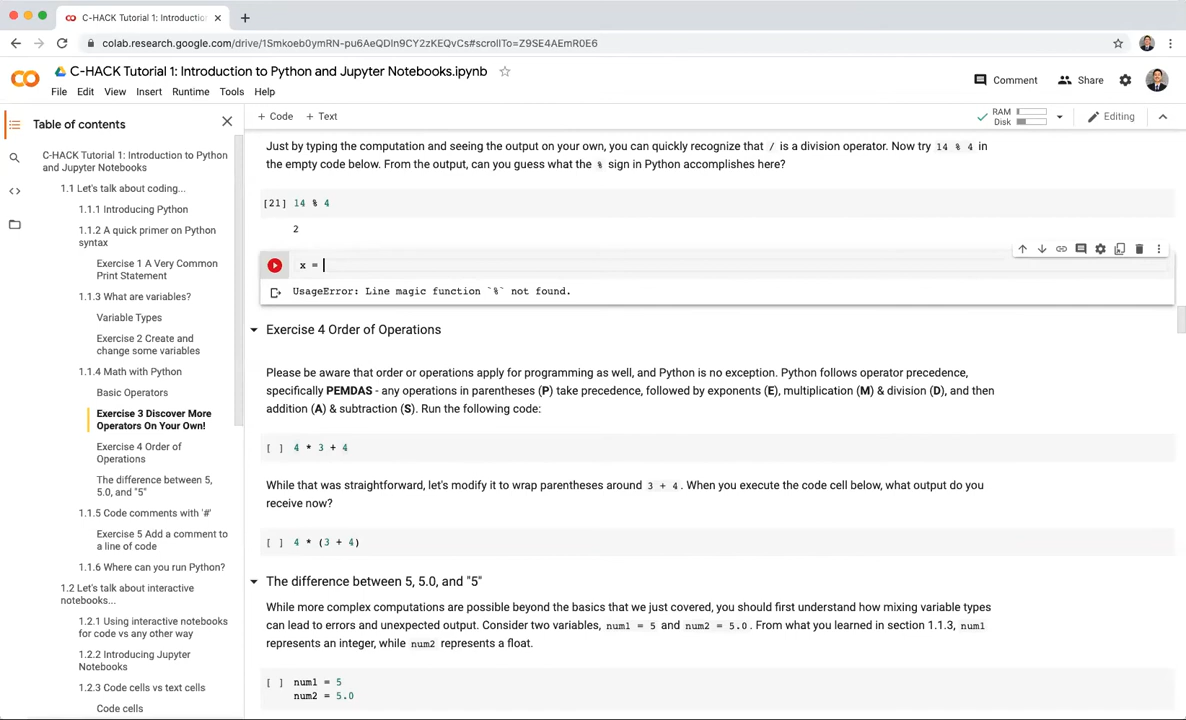 C-HACK Tutorial 1: Introductio
colab.research.google.com/drive/1Smkoeb0ymRN-pu6AeQDln9CY2zKEQvCs#scrollTo=Z9SE4AEmR0E6
C-HACK Tutorial 1: Introduction to Python and Jupyter Notebooks.ipynb
File Edit View Insert Runtime Tools Help
Comment
Share
Table of contents
C-HACK Tutorial 1: Introduction to Python
and Jupyter Notebooks
1.1 Let's talk about coding...
1.1.1 Introducing Python
1.1.2 A quick primer on Python
syntax
Exercise 1 A Very Common
Print Statement
1.1.3 What are variables?
Variable Types
Exercise 2 Create and
change some variables
1.1.4 Math with Python
Basic Operators
Exercise 3 Discover More
Operators On Your Own!
Exercise 4 Order of
Operations
The difference between 5,
5.0, and "5"
1.1.5 Code comments with '#'
Exercise 5 Add a comment to
a line of code
1.1.6 Where can you run Python?
1.2 Let's talk about interactive
notebooks...
1.2.1 Using interactive notebooks
for code vs any other way
1.2.2 Introducing Jupyter
Notebooks
1.2.3 Code cells vs text cells
Code cells
+ Code + Text
RAM
Disk
Editing
Just by typing the computation and seeing the output on your own, you can quickly recognize that / is a division operator. Now try 14 % 4 in
the empty code below. From the output, can you guess what the % sign in Python accomplishes here?
[21] 14 % 4
2
x =
UsageError: Line magic function `%` not found.
Exercise 4 Order of Operations
Please be aware that order or operations apply for programming as well, and Python is no exception. Python follows operator precedence,
specifically PEMDAS - any operations in parentheses (P) take precedence, followed by exponents (E), multiplication (M) & division (D), and then
addition (A) & subtraction (S). Run the following code:
[ ] 4 * 3 + 4
While that was straightforward, let's modify it to wrap parentheses around 3 + 4. When you execute the code cell below, what output do you
receive now?
[ ] 4 * (3 + 4)
The difference between 5, 5.0, and "5"
While more complex computations are possible beyond the basics that we just covered, you should first understand how mixing variable types
can lead to errors and unexpected output. Consider two variables, num1 = 5 and num2 = 5.0. From what you learned in section 1.1.3, num1
represents an integer, while num2 represents a float.
[ ] num1 = 5
num2 = 5.0